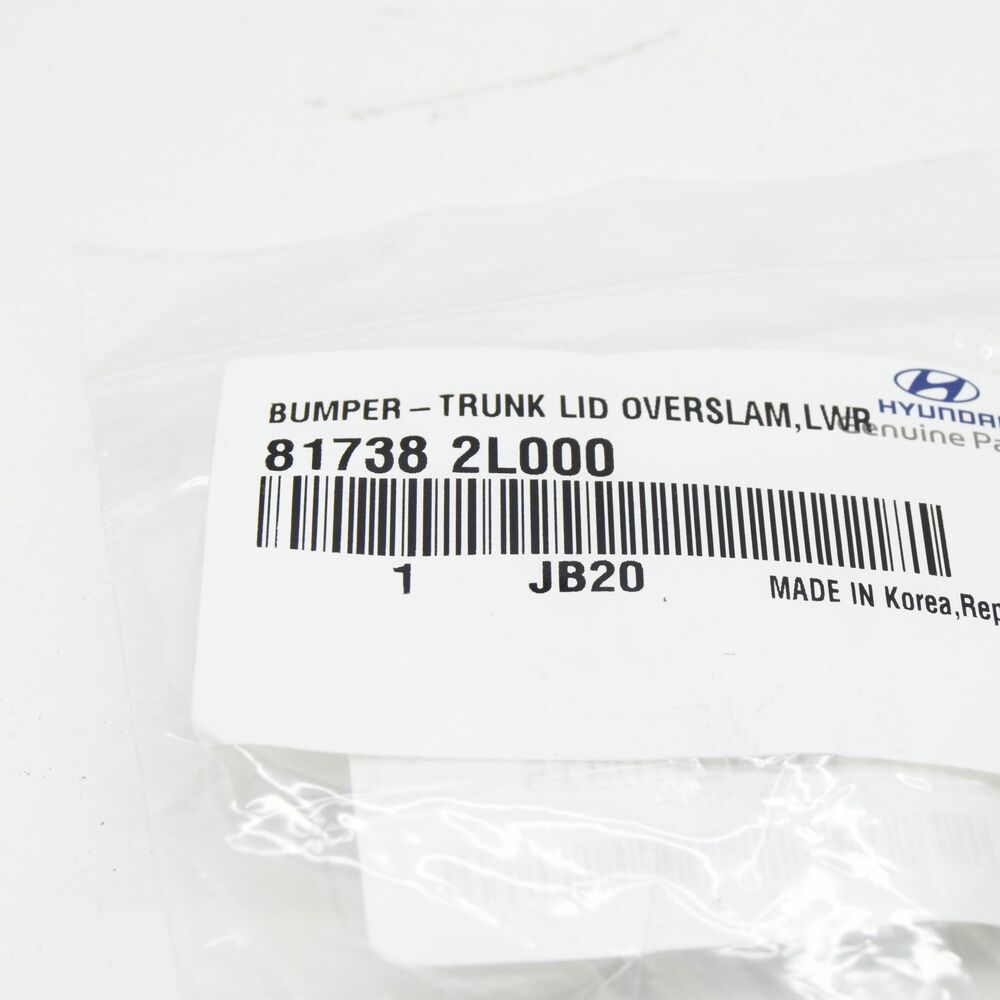 BUMPER – TRUNK LID OVERSLAM,LWR
HYUNDAI
Genuine Pa
81738 2L000
1 JB20 MADE IN Korea,Rep